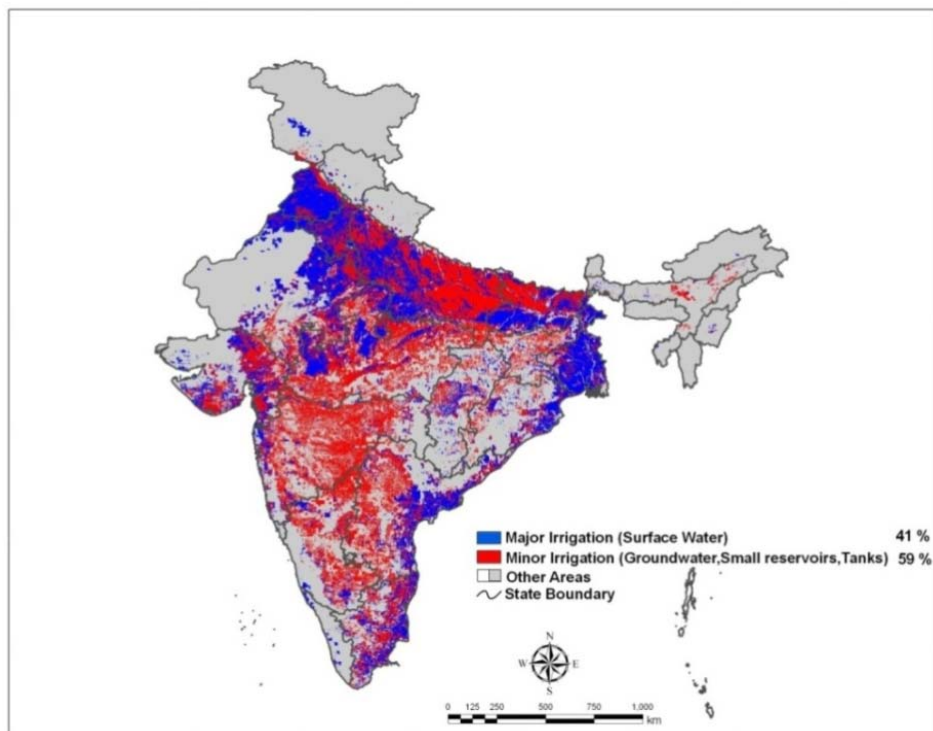 Major Irrigation (Surface Water) 41 %
Minor Irrigation (Groundwater,Small reservoirs,Tanks) 59 %
Other Areas
State Boundary
N
W E
S
0 125 250 500 750 1,000
km